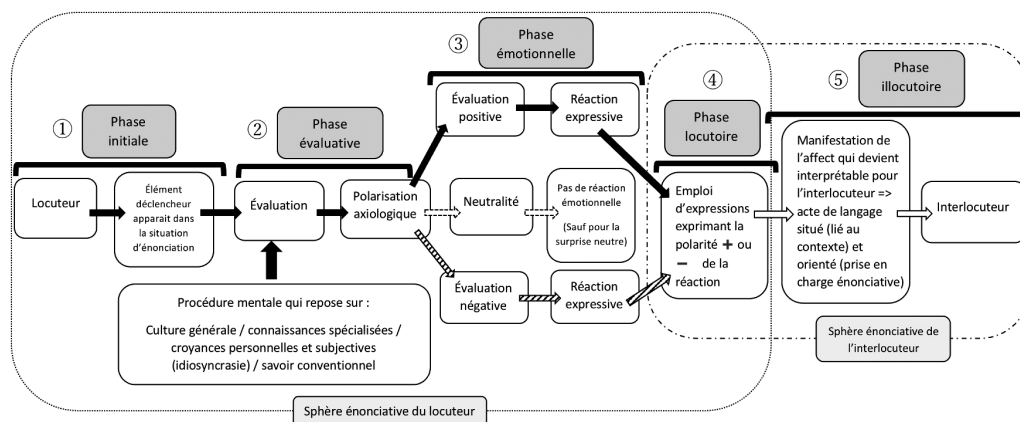 ① Phase
initiale
Locuteur
Élément
déclencheur
apparait dans
la situation
d'énonciation
② Phase
évaluative
Évaluation
Polarisation
axiologique
Procédure mentale qui repose sur :
Culture générale / connaissances spécialisées /
croyances personnelles et subjectives
(idiosyncrasie) / savoir conventionnel
③ Phase
émotionnelle
Évaluation
positive
Réaction
expressive
Neutralité
Pas de réaction
émotionnelle
(Sauf pour la
surprise neutre)
Évaluation
négative
Réaction
expressive
④ Phase
locutoire
Emploi
d'expressions
exprimant la
polarité + ou
− de la
réaction
⑤ Phase
illocutoire
Manifestation de
l'affect qui devient
interprétable pour
l'interlocuteur =>
acte de langage
situé (lié au
contexte) et
orienté (prise en
charge énonciative)
Interlocuteur
Sphère énonciative de
l'interlocuteur
Sphère énonciative du locuteur